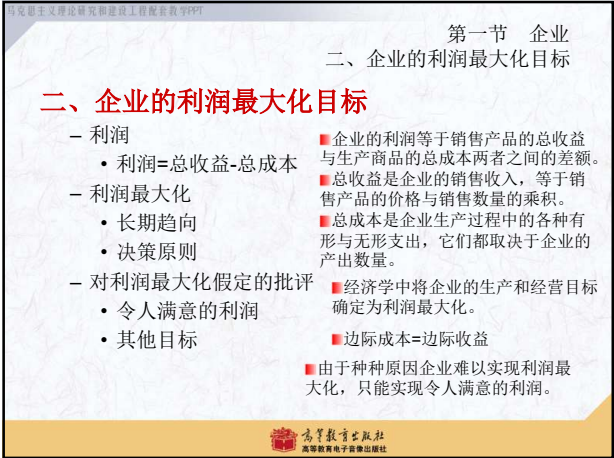 马克思主义理论研究和建设工程配套教学PPT
第一节 企业
二、企业的利润最大化目标
二、企业的利润最大化目标
– 利润
• 利润=总收益-总成本
– 利润最大化
• 长期趋向
• 决策原则
– 对利润最大化假定的批评
• 令人满意的利润
• 其他目标
企业的利润等于销售产品的总收益
与生产商品的总成本两者之间的差额。
总收益是企业的销售收入，等于销
售产品的价格与销售数量的乘积。
总成本是企业生产过程中的各种有
形与无形支出，它们都取决于企业的
产出数量。
经济学中将企业的生产和经营目标
确定为利润最大化。
边际成本=边际收益
由于种种原因企业难以实现利润最
大化，只能实现令人满意的利润。
高等教育出版社
高等教育电子音像出版社